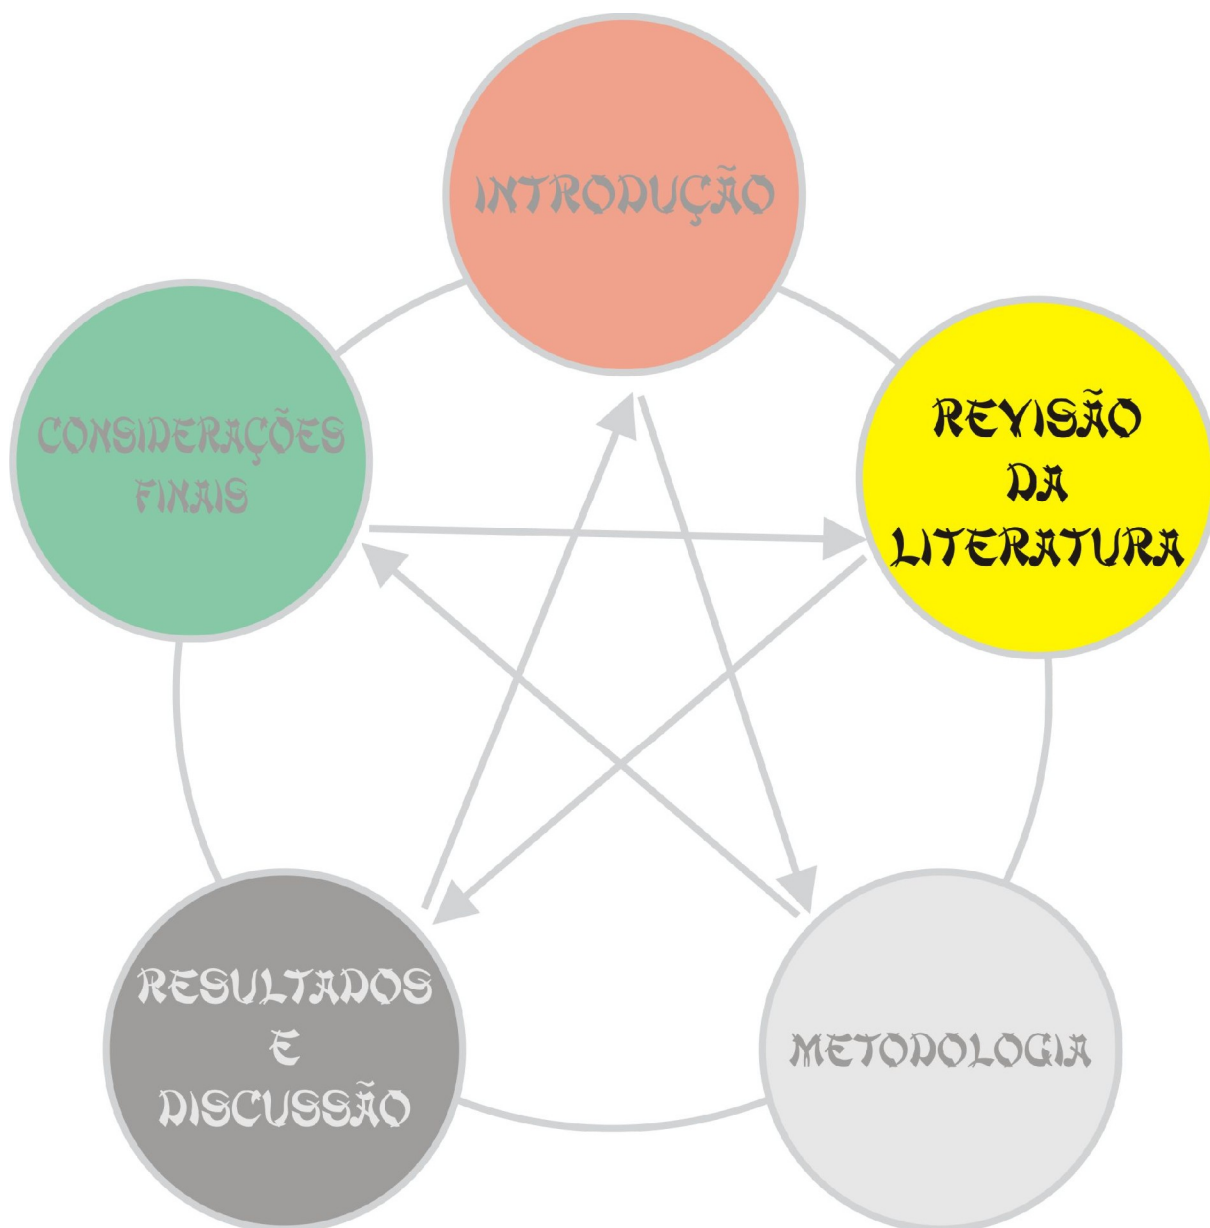 INTRODUÇÃO
REVISÃO
DA
LITERATURA
METODOLOGIA
RESULTADOS
E
DISCUSSÃO
CONSIDERAÇÕES
FINAIS